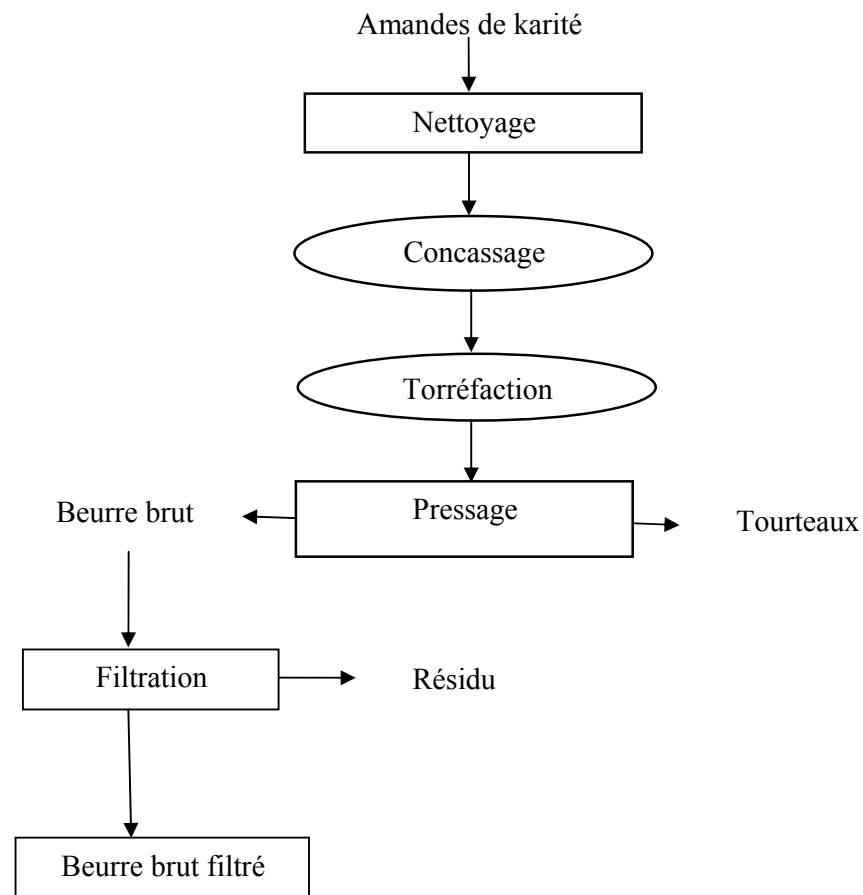 Amandes de karité
Nettoyage
Concassage
Torréfaction
Pressage
Beurre brut
Tourteaux
Filtration
Résidu
Beurre brut filtré